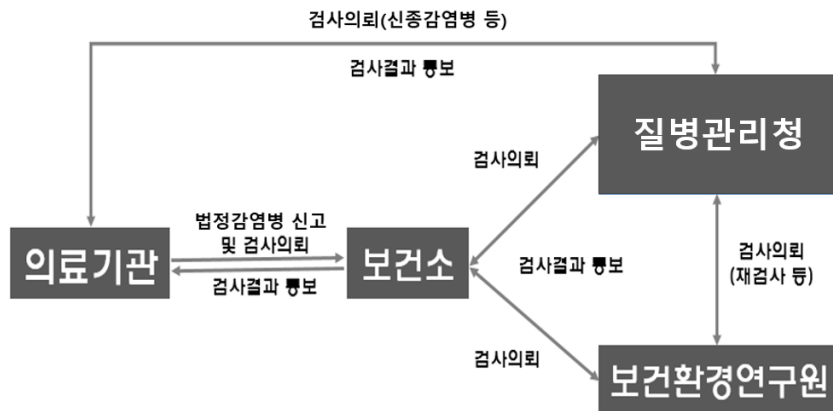 검사의뢰(신종감염병 등)
검사결과 통보
질병관리청
검사의뢰
법정감염병 신고
및 검사의뢰
의료기관
보건소
검사결과 통보
검사결과 통보
검사의뢰
(재검사 등)
검사의뢰
보건환경연구원